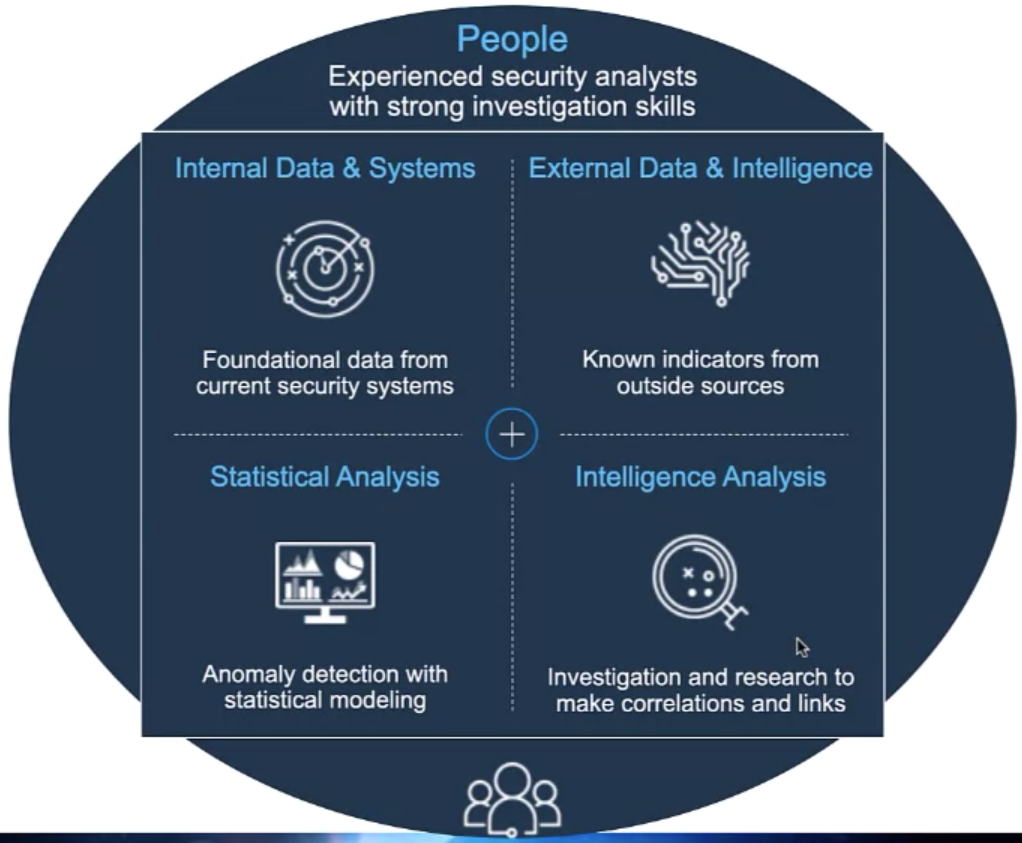 People
Experienced security analysts
with strong investigation skills
Internal Data & Systems
External Data & Intelligence
Foundational data from
current security systems
Known indicators from
outside sources
Statistical Analysis
Intelligence Analysis
Anomaly detection with
statistical modeling
Investigation and research to
make correlations and links